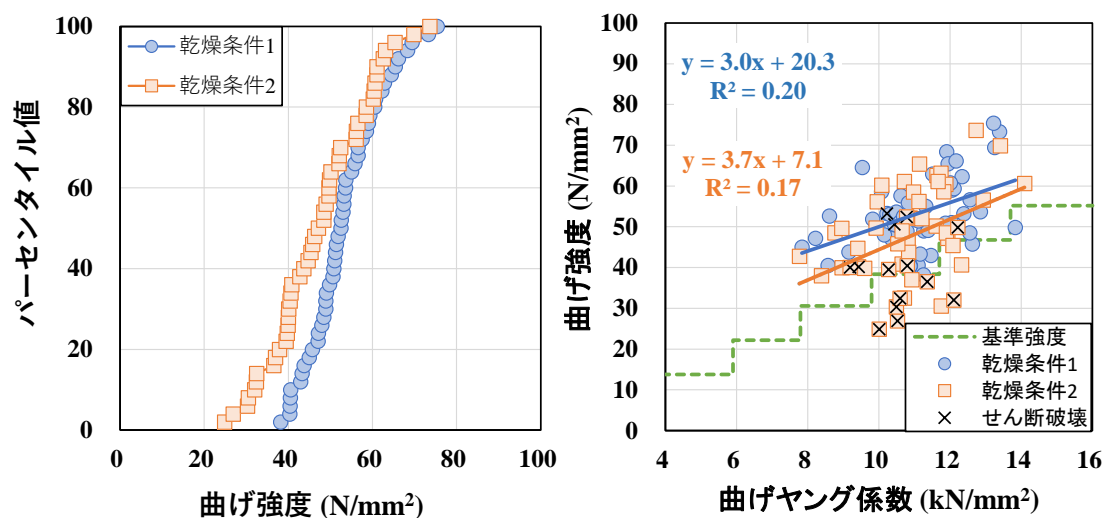 パーセンタイル値
100
80
60
40
20
0
乾燥条件1
乾燥条件2
0 20 40 60 80 100
曲げ強度 (N/mm²)
曲げ強度 (N/mm²)
100
90
80
70
60
50
40
30
20
10
0
y = 3.0x + 20.3
R² = 0.20
y = 3.7x + 7.1
R² = 0.17
基準強度
乾燥条件1
乾燥条件2
せん断破壊
4 6 8 10 12 14 16
曲げヤング係数 (kN/mm²)